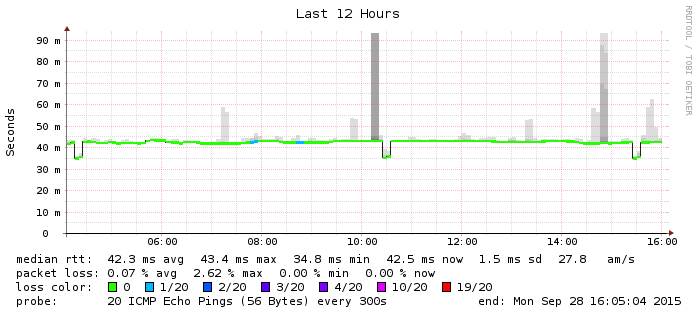 Last 12 Hours
RRDTOOL / TOBI OETIKER
Seconds
90 m
80 m
70 m
60 m
50 m
40 m
30 m
20 m
10 m
0
06:00 08:00 10:00 12:00 14:00 16:00
median rtt: 42.3 ms avg 43.4 ms max 34.8 ms min 42.5 ms now 1.5 ms sd 27.8 am/s
packet loss: 0.07 % avg 2.62 % max 0.00 % min 0.00 % now
loss color: 0 1/20 2/20 3/20 4/20 10/20 19/20
probe: 20 ICMP Echo Pings (56 Bytes) every 300s end: Mon Sep 28 16:05:04 2015